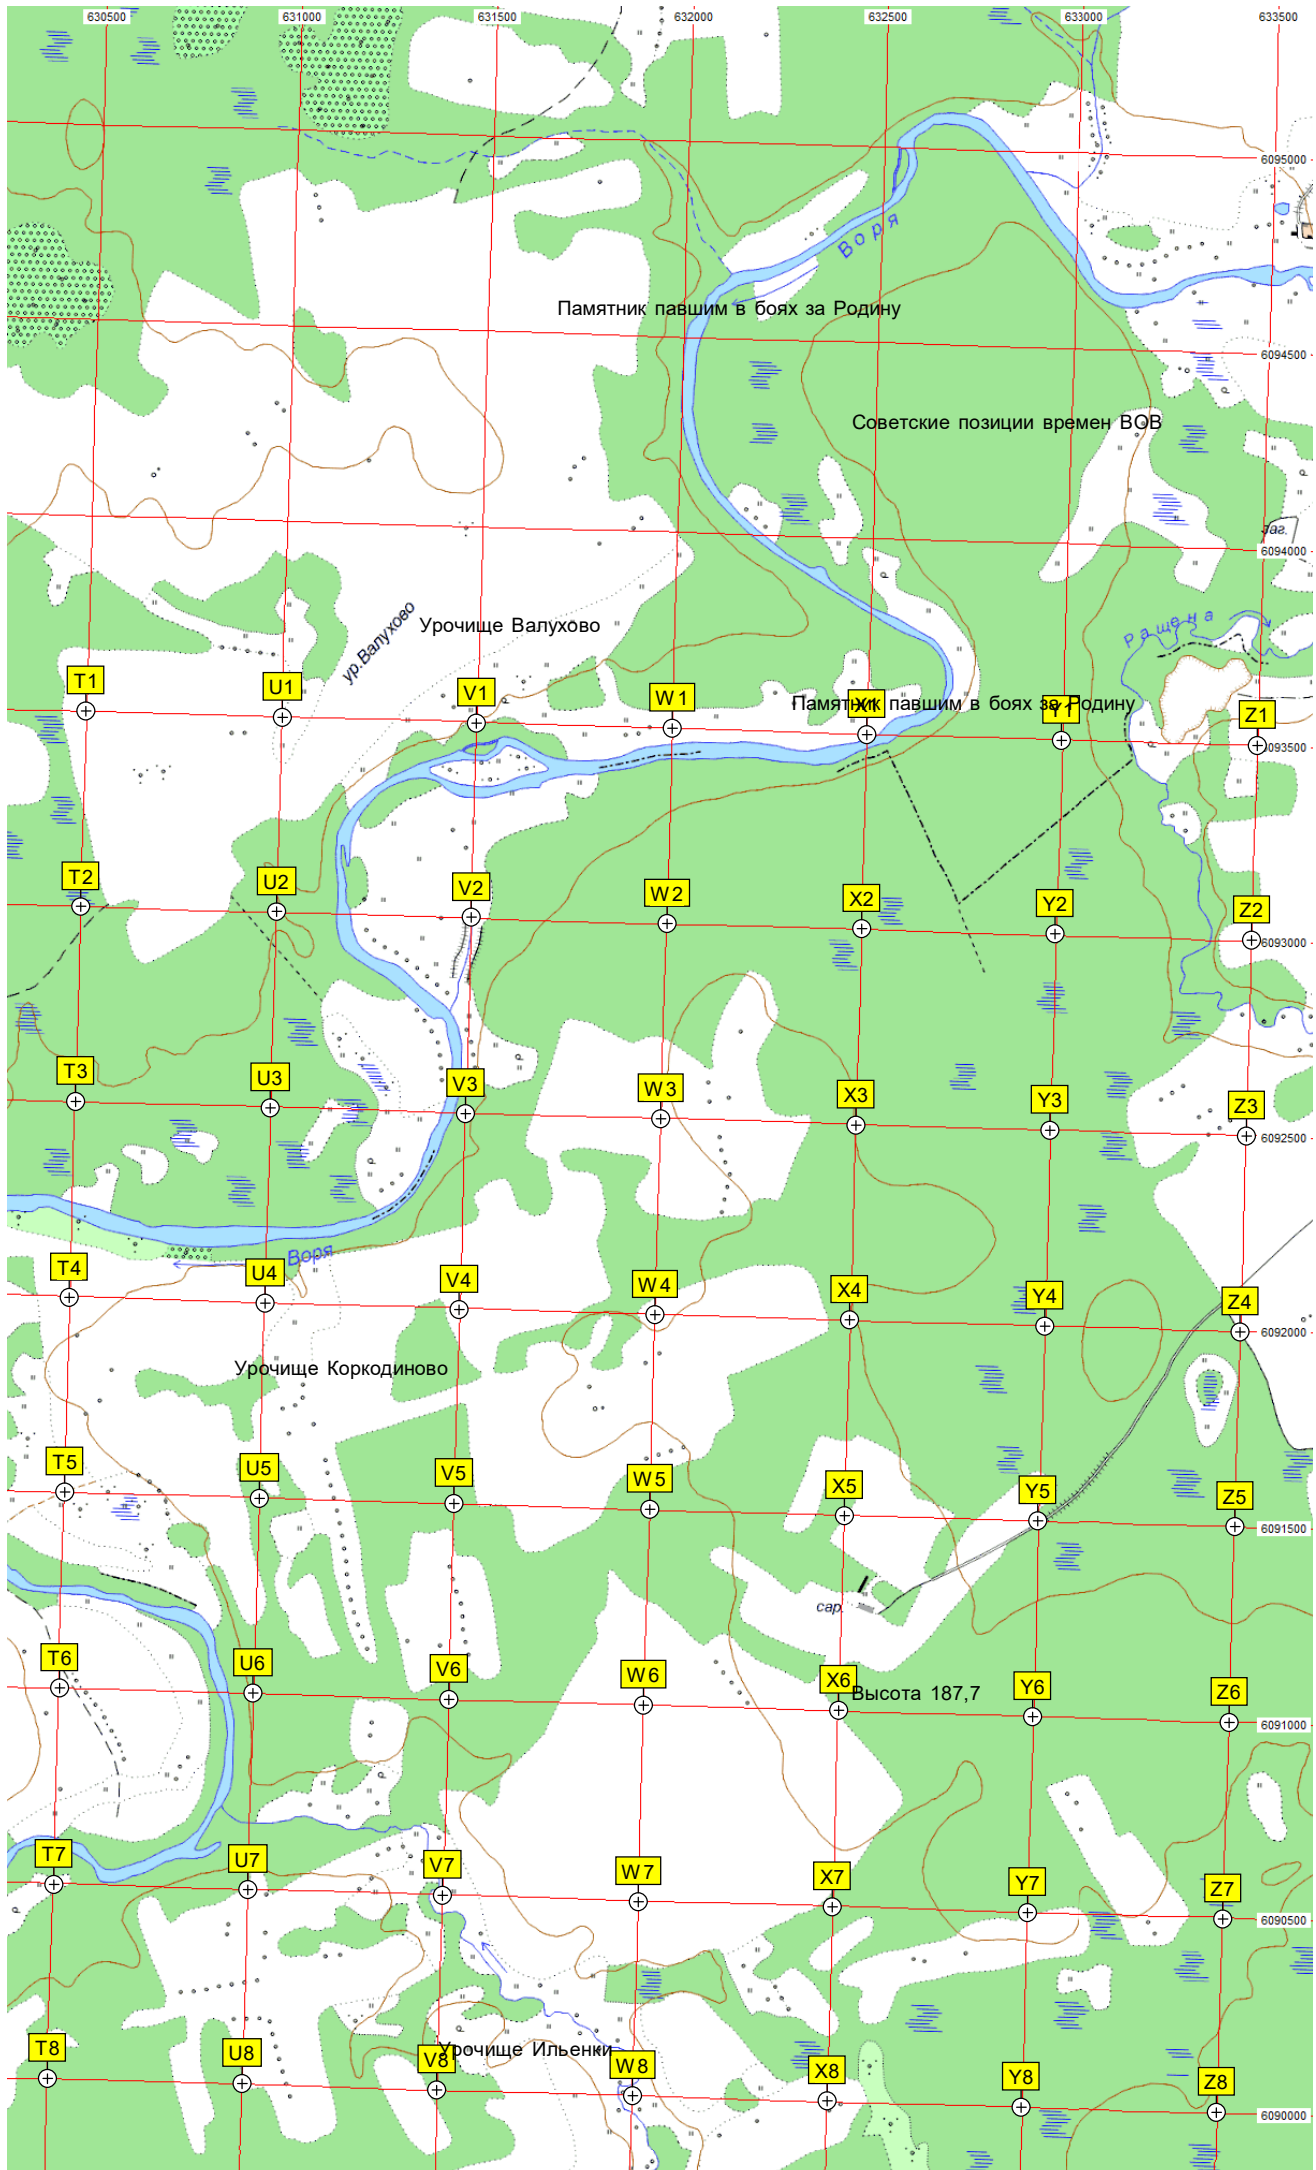 630500 631000 631500 632000 632500 633000 633500
6095000
Воря
Памятник павшим в боях за Родину
6094500
Советские позиции времен ВОВ
лаг.
6094000
Ращена
ур.Валухово
Урочище Валухово
T1 U1 V1 W1 X1 Y1 Z1
Памятник павшим в боях за Родину
6093500
T2 U2 V2 W2 X2 Y2 Z2
6093000
T3 U3 V3 W3 X3 Y3 Z3
6092500
Воря
T4 U4 V4 W4 X4 Y4 Z4
6092000
Урочище Коркодиново
T5 U5 V5 W5 X5 Y5 Z5
6091500
сар.
T6 U6 V6 W6 X6 Y6 Z6
Высота 187,7
6091000
T7 U7 V7 W7 X7 Y7 Z7
6090500
Урочище Ильенки
T8 U8 V8 W8 X8 Y8 Z8
6090000